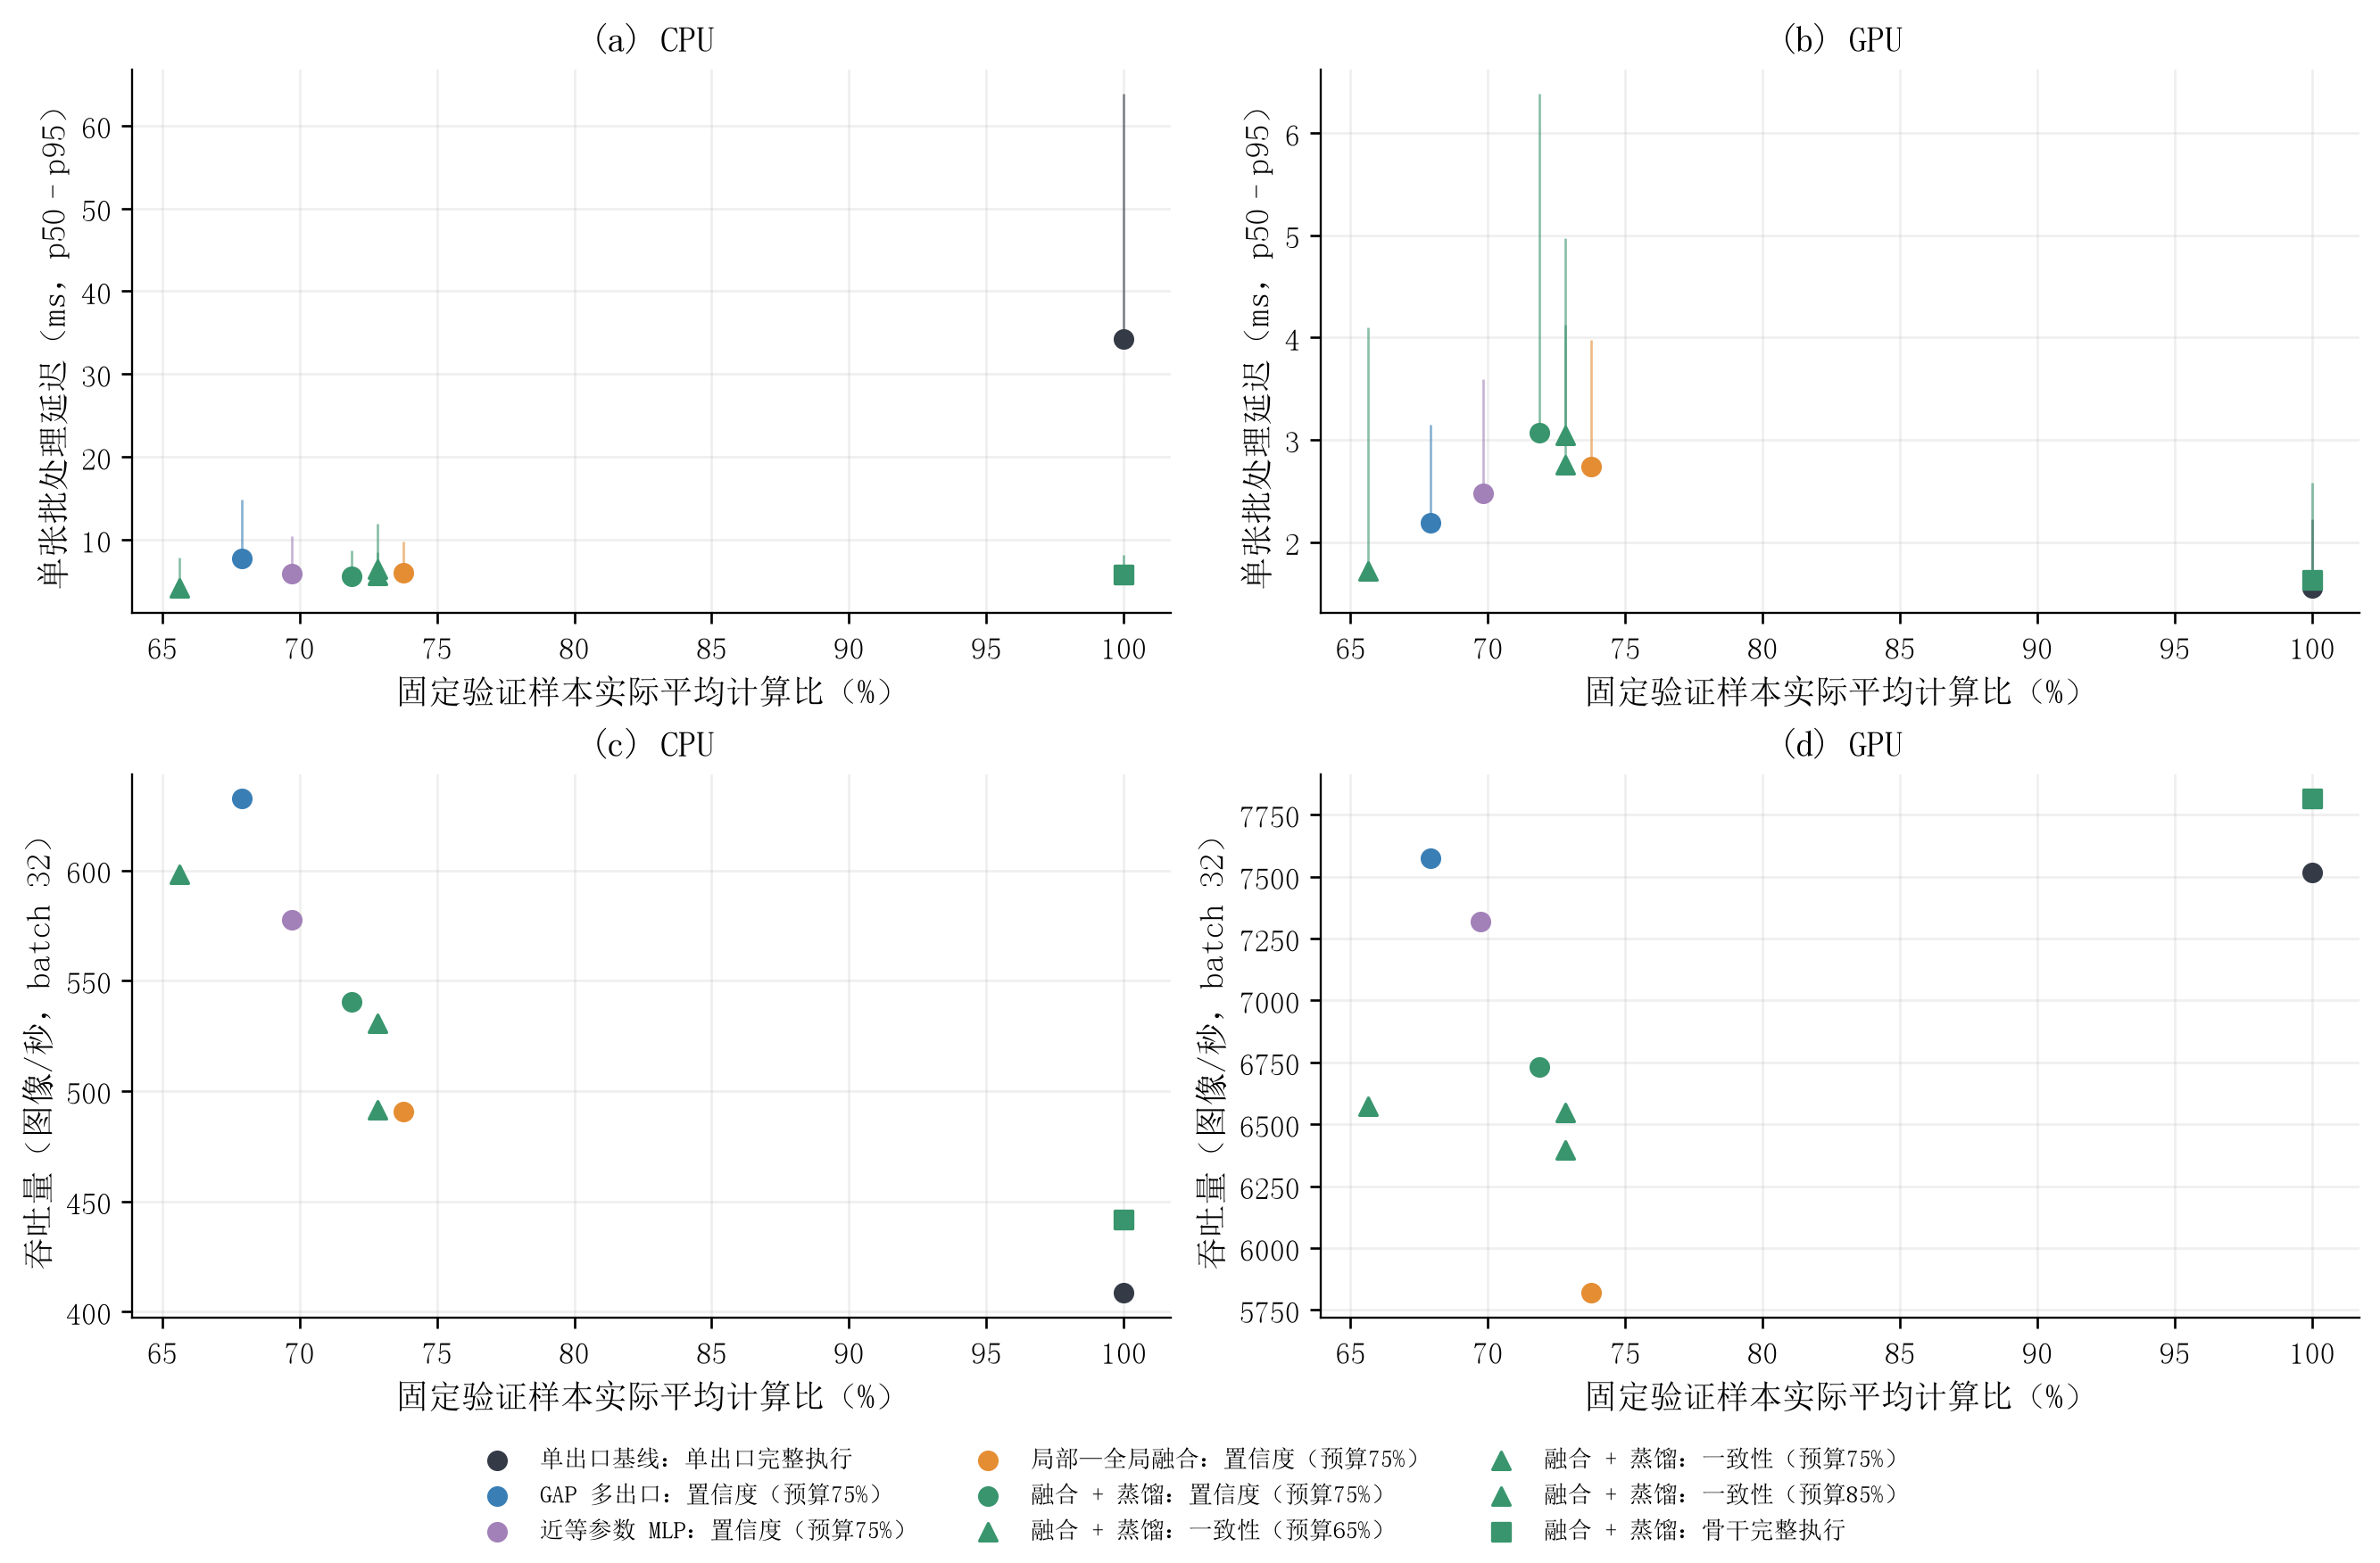 (a) CPU
单张批处理延迟（ms, p50–p95）
60
50
40
30
20
10
65 70 75 80 85 90 95 100
固定验证样本实际平均计算比（%）
(b) GPU
单张批处理延迟（ms, p50–p95）
6
5
4
3
2
65 70 75 80 85 90 95 100
固定验证样本实际平均计算比（%）
(c) CPU
吞吐量（图像/秒, batch 32）
600
550
500
450
400
65 70 75 80 85 90 95 100
固定验证样本实际平均计算比（%）
(d) GPU
吞吐量（图像/秒, batch 32）
7750
7500
7250
7000
6750
6500
6250
6000
5750
65 70 75 80 85 90 95 100
固定验证样本实际平均计算比（%）
单出口基线：单出口完整执行
GAP 多出口：置信度（预算75%）
近等参数 MLP：置信度（预算75%）
局部—全局融合：置信度（预算75%）
融合 + 蒸馏：置信度（预算75%）
融合 + 蒸馏：一致性（预算65%）
融合 + 蒸馏：一致性（预算75%）
融合 + 蒸馏：一致性（预算85%）
融合 + 蒸馏：骨干完整执行